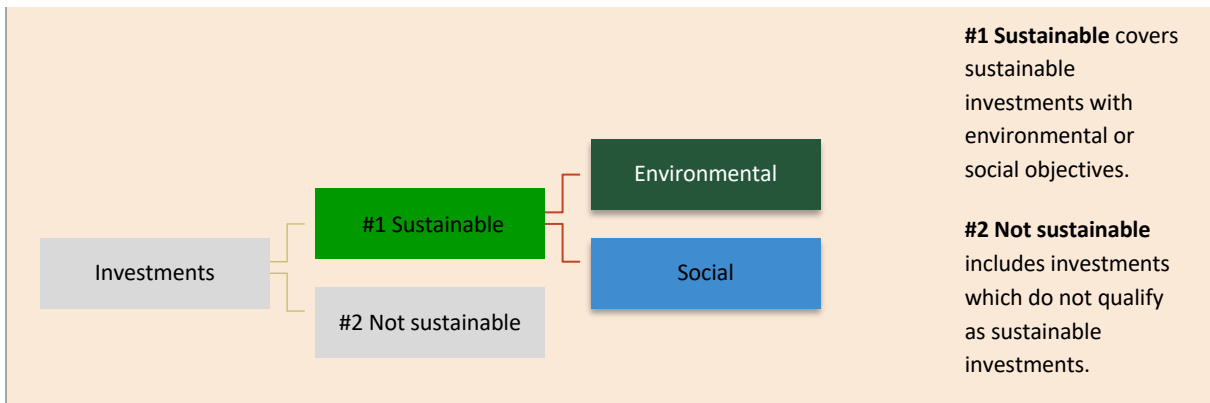 Investments
#1 Sustainable
#2 Not sustainable
Environmental
Social
#1 Sustainable covers
sustainable
investments with
environmental or
social objectives.
#2 Not sustainable
includes investments
which do not qualify
as sustainable
investments.